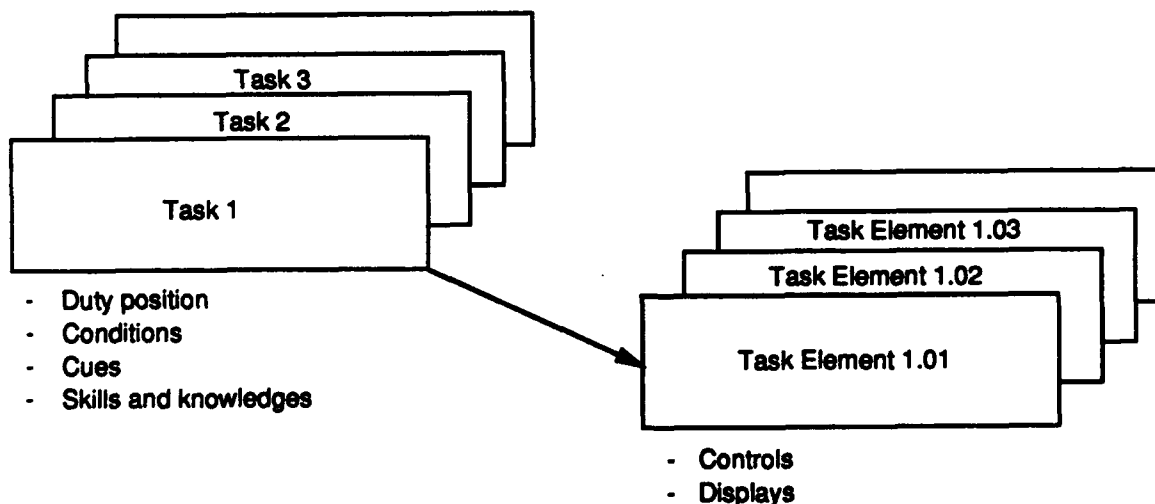 Task 3
Task 2
Task 1
- Duty position
- Conditions
- Cues
- Skills and knowledges
Task Element 1.03
Task Element 1.02
Task Element 1.01
- Controls
- Displays